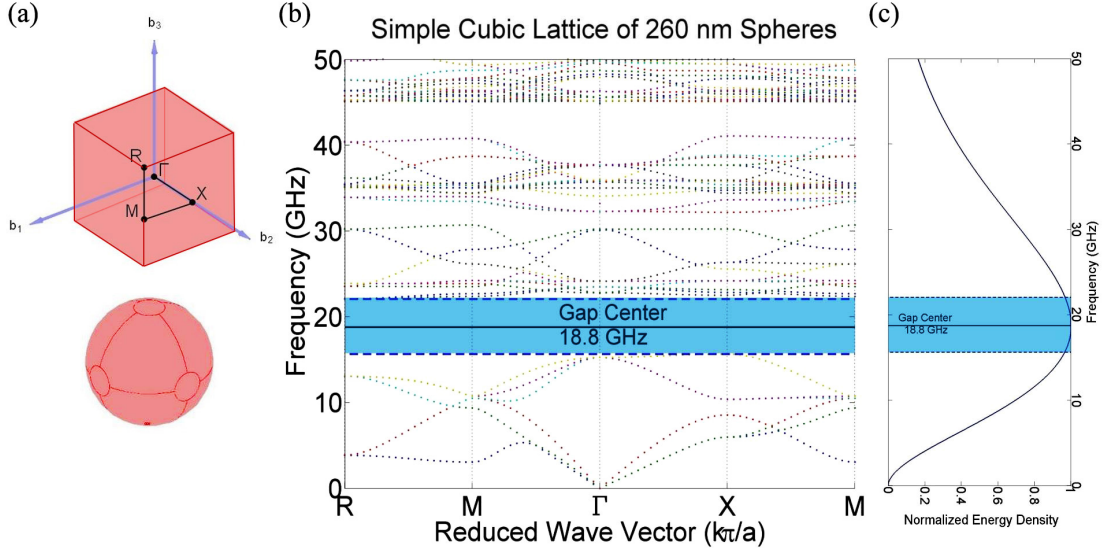 (a)
b₃
R
Γ
X
M
b₁
b₂
(b)
Simple Cubic Lattice of 260 nm Spheres
Frequency (GHz)
50
40
30
20
10
0
Gap Center
18.8 GHz
R M Γ X M
Reduced Wave Vector (kπ/a)
(c)
50
40
30
20
10
0
Frequency (GHz)
Gap Center
18.8 GHz
0 0.2 0.4 0.6 0.8 1
Normalized Energy Density